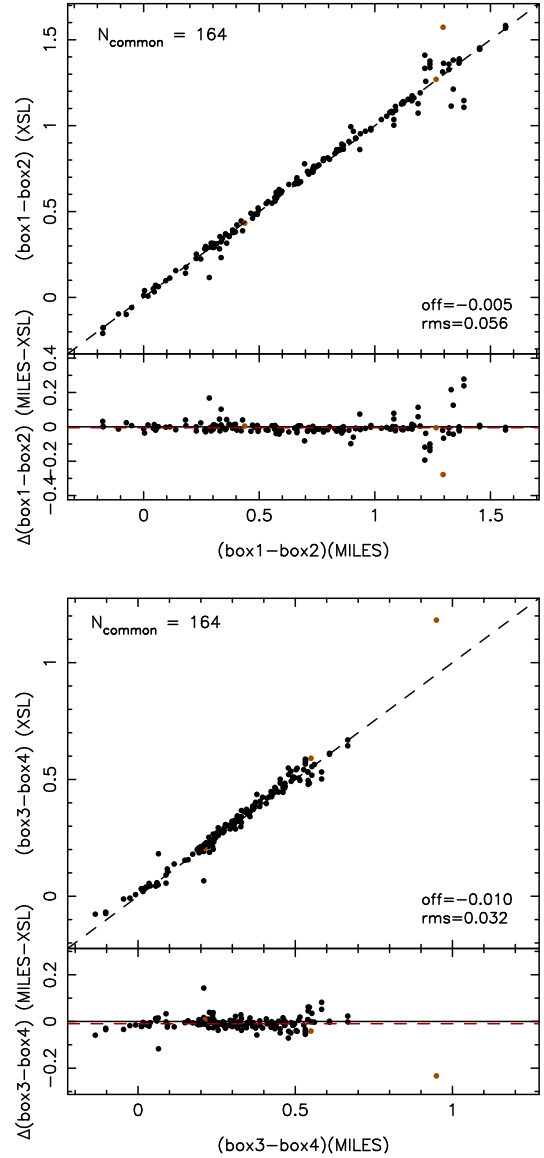 N_common = 164
1.5
1
0.5
0
(box1−box2) (XSL)
off=−0.005
rms=0.056
0.4
0.2
0
−0.2
−0.4
Δ(box1−box2) (MILES−XSL)
0 0.5 1 1.5
(box1−box2)(MILES)
N_common = 164
1
0.5
0
(box3−box4) (XSL)
off=−0.010
rms=0.032
0.2
0
−0.2
Δ(box3−box4) (MILES−XSL)
0 0.5 1
(box3−box4)(MILES)